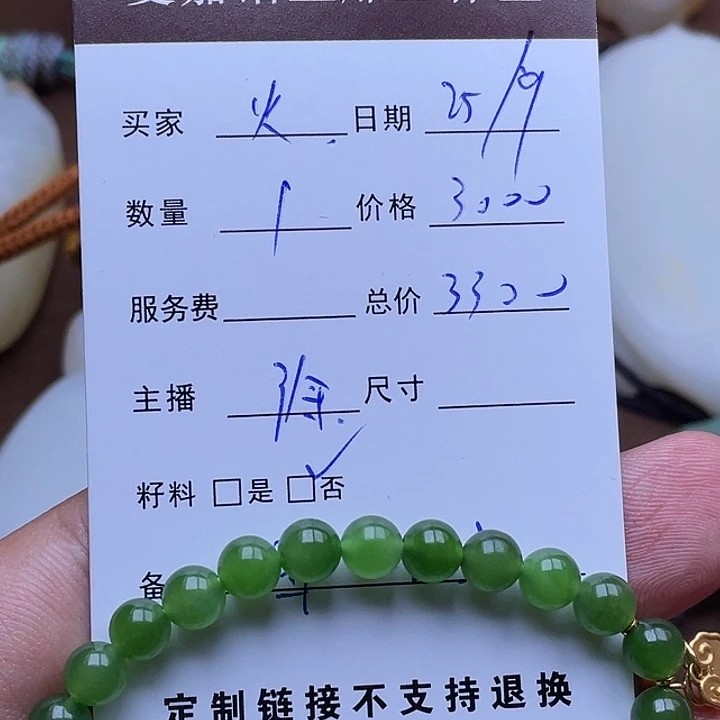 买家 火 日期 25/9
数量 1 价格 3000
服务费 总价 3300
主播 徐 尺寸
籽料 □是 □✓否
备
定制链接不支持退换